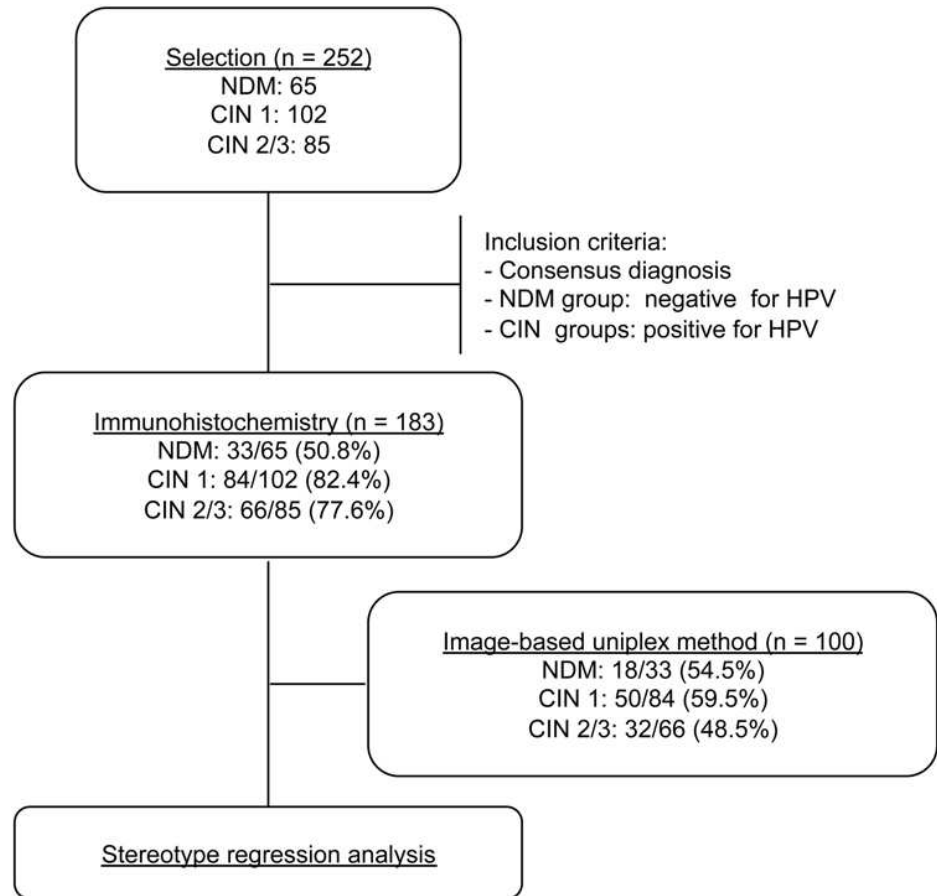 Selection (n = 252)
NDM: 65
CIN 1: 102
CIN 2/3: 85
Inclusion criteria:
- Consensus diagnosis
- NDM group: negative for HPV
- CIN groups: positive for HPV
Immunohistochemistry (n = 183)
NDM: 33/65 (50.8%)
CIN 1: 84/102 (82.4%)
CIN 2/3: 66/85 (77.6%)
Image-based uniplex method (n = 100)
NDM: 18/33 (54.5%)
CIN 1: 50/84 (59.5%)
CIN 2/3: 32/66 (48.5%)
Stereotype regression analysis